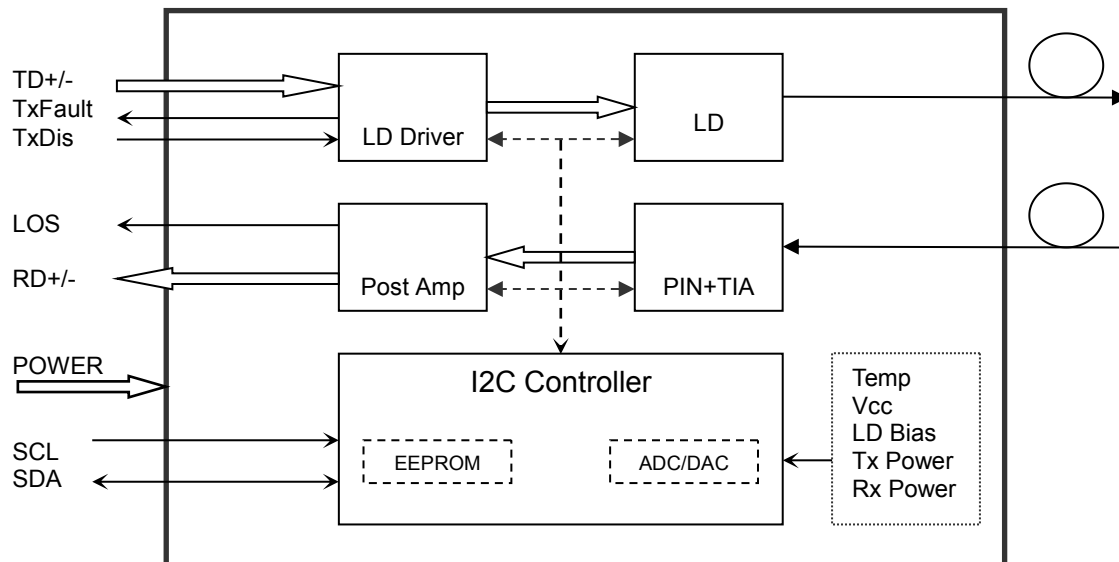 TD+/-
TxFault
TxDis
LD Driver
LD
LOS
RD+/-
Post Amp
PIN+TIA
POWER
I2C Controller
SCL
SDA
EEPROM
ADC/DAC
Temp
Vcc
LD Bias
Tx Power
Rx Power